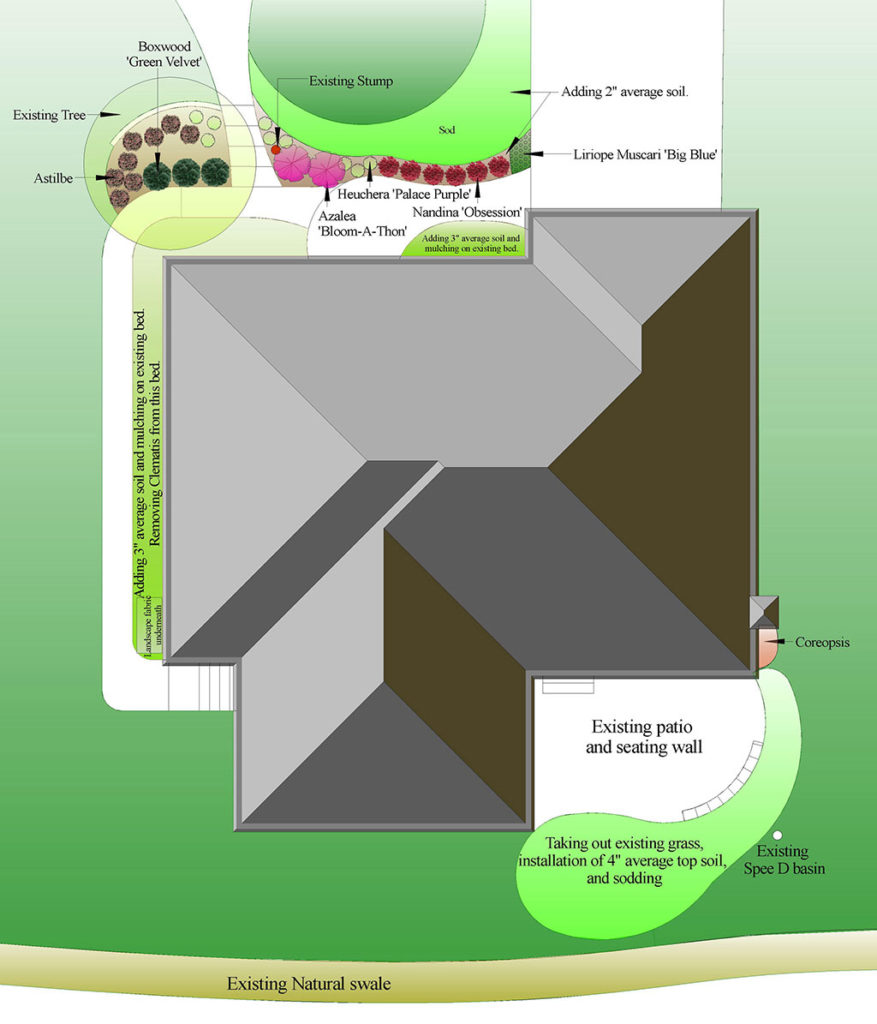 Boxwood
'Green Velvet'
Existing Stump
Adding 2" average soil.
Existing Tree
Sod
Liriope Muscari 'Big Blue'
Astilbe
Heuchera 'Palace Purple'
Azalea
'Bloom-A-Thon'
Nandina 'Obsession'
Adding 3" average soil and
mulching on existing bed.
Adding 3" average soil and mulching on existing bed.
Removing Clematis from this bed.
Landscape fabric
underneath
Coreopsis
Existing patio
and seating wall
Taking out existing grass,
installation of 4" average top soil,
and sodding
Existing
Spee D basin
Existing Natural swale